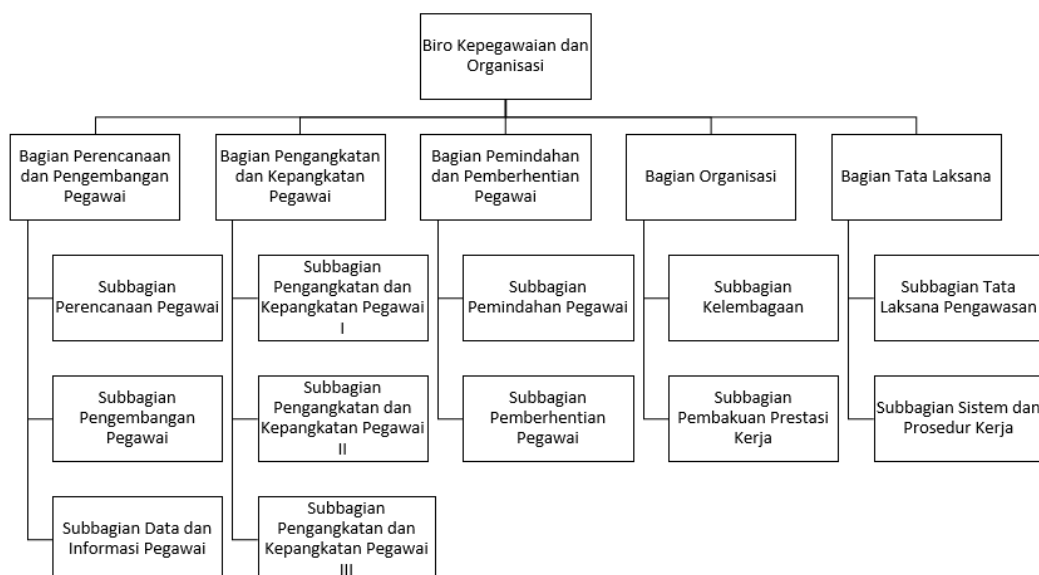 Biro Kepegawaian dan
Organisasi
Bagian Perencanaan
dan Pengembangan
Pegawai
Bagian Pengangkatan
dan Kepangkatan
Pegawai
Bagian Pemindahan
dan Pemberhentian
Pegawai
Bagian Organisasi
Bagian Tata Laksana
Subbagian
Perencanaan Pegawai
Subbagian
Pengangkatan dan
Kepangkatan Pegawai
I
Subbagian
Pemindahan Pegawai
Subbagian
Kelembagaan
Subbagian Tata
Laksana Pengawasan
Subbagian
Pengembangan
Pegawai
Subbagian
Pengangkatan dan
Kepangkatan Pegawai
II
Subbagian
Pemberhentian
Pegawai
Subbagian
Pembakuan Prestasi
Kerja
Subbagian Sistem dan
Prosedur Kerja
Subbagian Data dan
Informasi Pegawai
Subbagian
Pengangkatan dan
Kepangkatan Pegawai
III